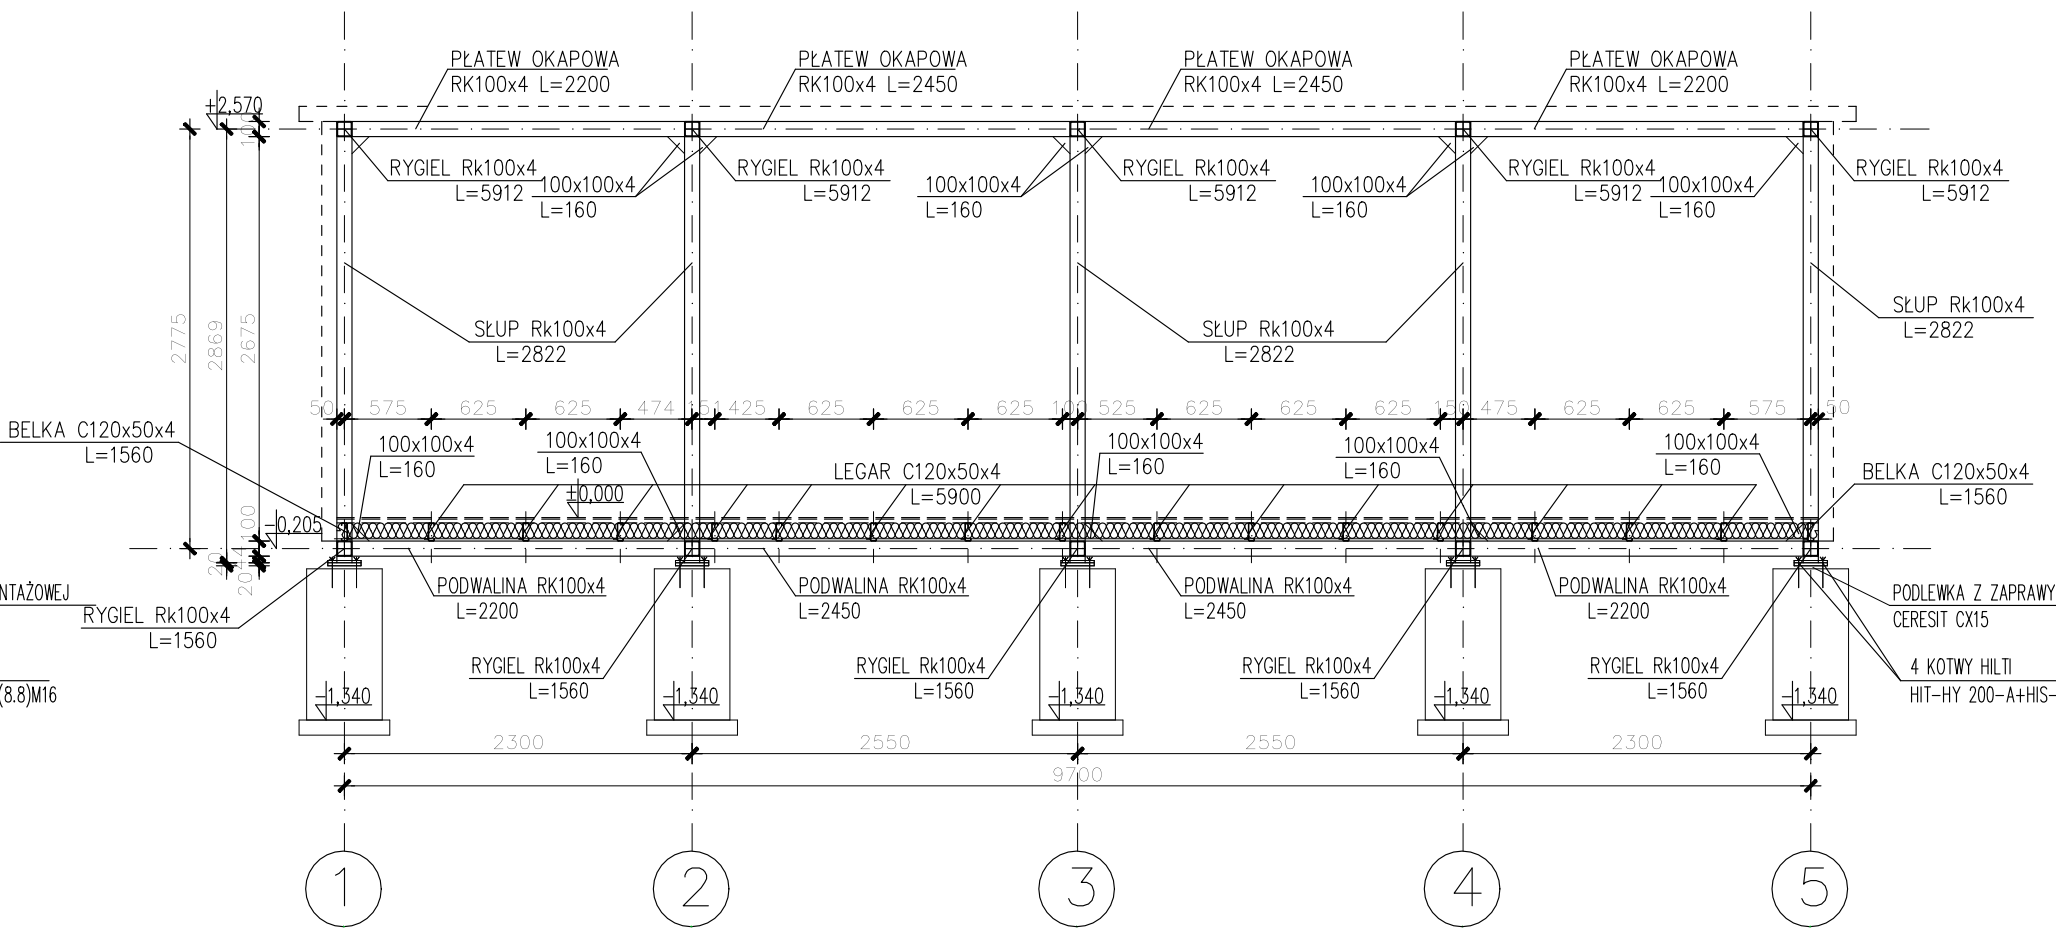 PŁATEW OKAPOWA
RK100x4 L=2200
PŁATEW OKAPOWA
RK100x4 L=2450
PŁATEW OKAPOWA
RK100x4 L=2450
PŁATEW OKAPOWA
RK100x4 L=2200
+2,570
100
RYGIEL Rk100x4
L=5912
100x100x4
L=160
RYGIEL Rk100x4
L=5912
100x100x4
L=160
RYGIEL Rk100x4
L=5912
100x100x4
L=160
RYGIEL Rk100x4
L=5912
100x100x4
L=160
RYGIEL Rk100x4
L=5912
2775
2869
2675
SŁUP Rk100x4
L=2822
SŁUP Rk100x4
L=2822
SŁUP Rk100x4
L=2822
50 575 625 625 474 151 425 625 625 625 100 525 625 625 625 150 475 625 625 575 50
BELKA C120x50x4
L=1560
100x100x4
L=160
100x100x4
L=160
LEGAR C120x50x4
L=5900
100x100x4
L=160
100x100x4
L=160
100x100x4
L=160
BELKA C120x50x4
L=1560
±0,000
-0,205
100
20
NTAŻOWEJ
RYGIEL Rk100x4
L=1560
PODWALINA RK100x4
L=2200
PODWALINA RK100x4
L=2450
PODWALINA RK100x4
L=2450
PODWALINA RK100x4
L=2200
PODLEWKA Z ZAPRAWY
CERESIT CX15
RYGIEL Rk100x4
L=1560
RYGIEL Rk100x4
L=1560
RYGIEL Rk100x4
L=1560
RYGIEL Rk100x4
L=1560
4 KOTWY HILTI
HIT-HY 200-A+HIS-
(8.8)M16
-1,340
-1,340
-1,340
-1,340
-1,340
2300 2550 2550 2300
9700
1 2 3 4 5